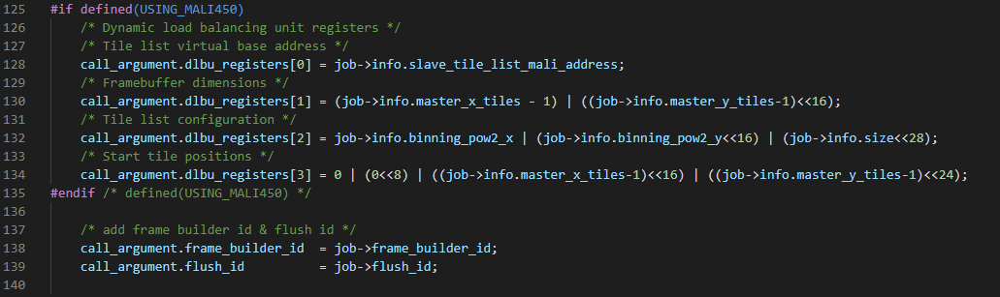 125 #if defined(USING_MALI450)
126     /* Dynamic load balancing unit registers */
127     /* Tile list virtual base address */
128     call_argument.dlbu_registers[0] = job->info.slave_tile_list_mali_address;
129     /* Framebuffer dimensions */
130     call_argument.dlbu_registers[1] = (job->info.master_x_tiles - 1) | ((job->info.master_y_tiles-1)<<16);
131     /* Tile list configuration */
132     call_argument.dlbu_registers[2] = job->info.binning_pow2_x | (job->info.binning_pow2_y<<16) | (job->info.size<<28);
133     /* Start tile positions */
134     call_argument.dlbu_registers[3] = 0 | (0<<8) | ((job->info.master_x_tiles-1)<<16) | ((job->info.master_y_tiles-1)<<24);
135 #endif /* defined(USING_MALI450) */
136
137     /* add frame builder id & flush id */
138     call_argument.frame_builder_id  = job->frame_builder_id;
139     call_argument.flush_id          = job->flush_id;
140